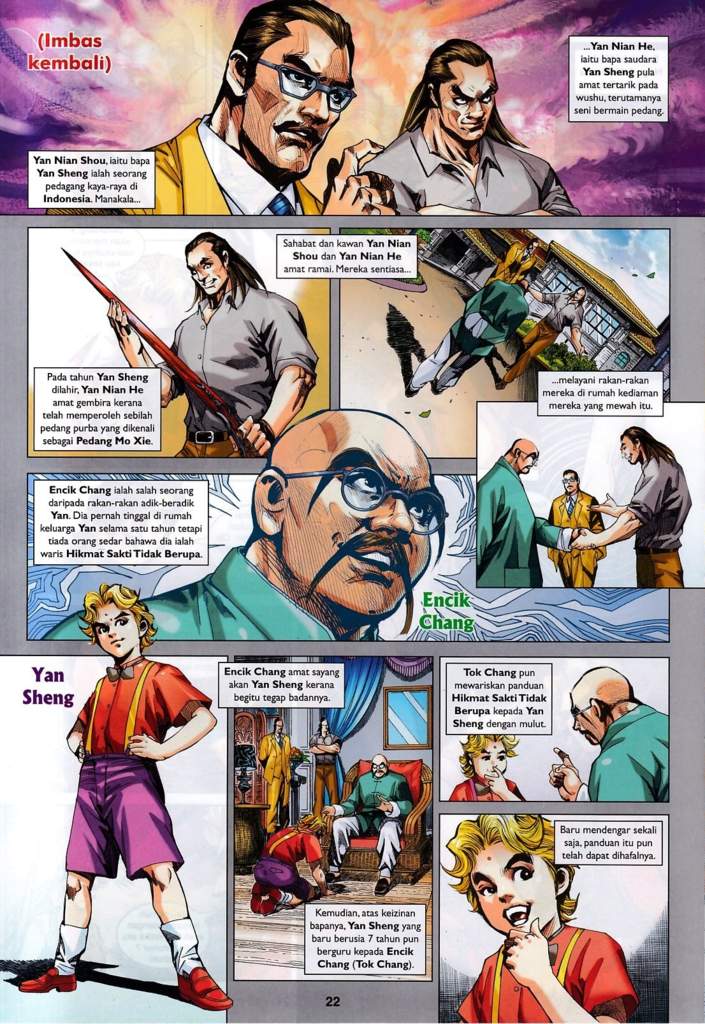 (Imbas
kembali)
...Yan Nian He,
iaitu bapa saudara
Yan Sheng pula
amat tertarik pada
wushu, terutamanya
seni bermain pedang.
Yan Nian Shou, iaitu bapa
Yan Sheng ialah seorang
pedagang kaya-raya di
Indonesia. Manakala...
Pada tahun Yan Sheng
dilahir, Yan Nian He
amat gembira kerana
telah memperoleh sebilah
pedang purba yang dikenali
sebagai Pedang Mo Xie.
Sahabat dan kawan Yan Nian
Shou dan Yan Nian He
amat ramai. Mereka sentiasa...
...melayani rakan-rakan
mereka di rumah kediaman
mereka yang mewah itu.
Encik Chang ialah salah seorang
daripada rakan-rakan adik-beradik
Yan. Dia pernah tinggal di rumah
keluarga Yan selama satu tahun tetapi
tiada orang sedar bahawa dia ialah
waris Hikmat Sakti Tidak Berupa.
Encik
Chang
Yan
Sheng
Encik Chang amat sayang
akan Yan Sheng kerana
begitu tegap badannya.
Kemudian, atas keizinan
bapanya, Yan Sheng yang
baru berusia 7 tahun pun
berguru kepada Encik
Chang (Tok Chang).
Tok Chang pun
mewariskan panduan
Hikmat Sakti Tidak
Berupa kepada Yan
Sheng dengan mulut.
Baru mendengar sekali
saja, panduan itu pun
telah dapat dihafalnya.
22